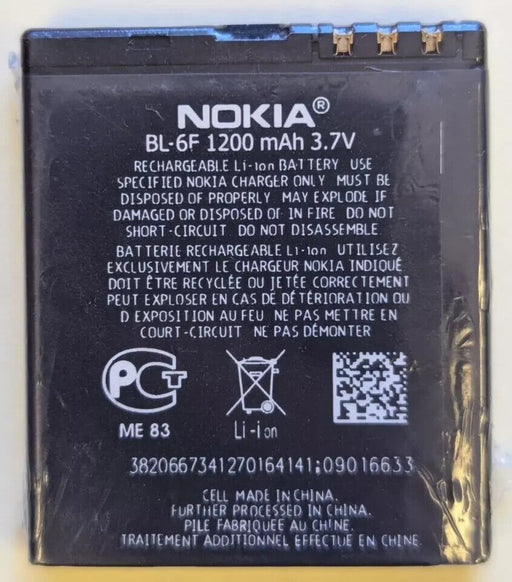 NOKIA®
BL-6F 1200 mAh 3.7V
RECHARGEABLE Li-ion BATTERY USE
SPECIFIED NOKIA CHARGER ONLY MUST BE
DISPOSED OF PROPERLY MAY EXPLODE IF
DAMAGED OR DISPOSED OF IN FIRE DO NOT
SHORT-CIRCUIT. DO NOT DISASSEMBLE
BATTERIE RECHARGEABLE Li-Ion UTILISEZ
EXCLUSIVEMENT LE CHARGEUR NOKIA INDIQUÉ
DOIT ÊTRE RECYCLÉE OU JETÉE CORRECTEMENT
PEUT EXPLOSER EN CAS DE DÉTÉRIORATION OU
D EXPOSITION AU FEU NE PAS METTRE EN
COURT-CIRCUIT NE PAS DÉMONTER
РСТ
ME 83
Li-ion
3820667341270164141;09016633
CELL MADE IN CHINA.
FURTHER PROCESSED IN CHINA.
PILE FABRIQUEE AU CHINE.
TRAITEMENT ADDITIONNEL EFFECTUE EN CHINE.